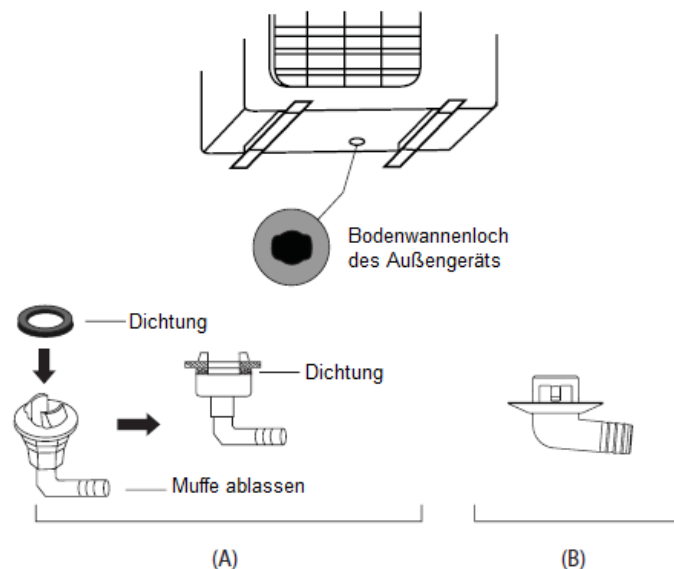 Bodenwannenloch
des Außengeräts
Dichtung
Dichtung
Muffe ablassen
(A)
(B)